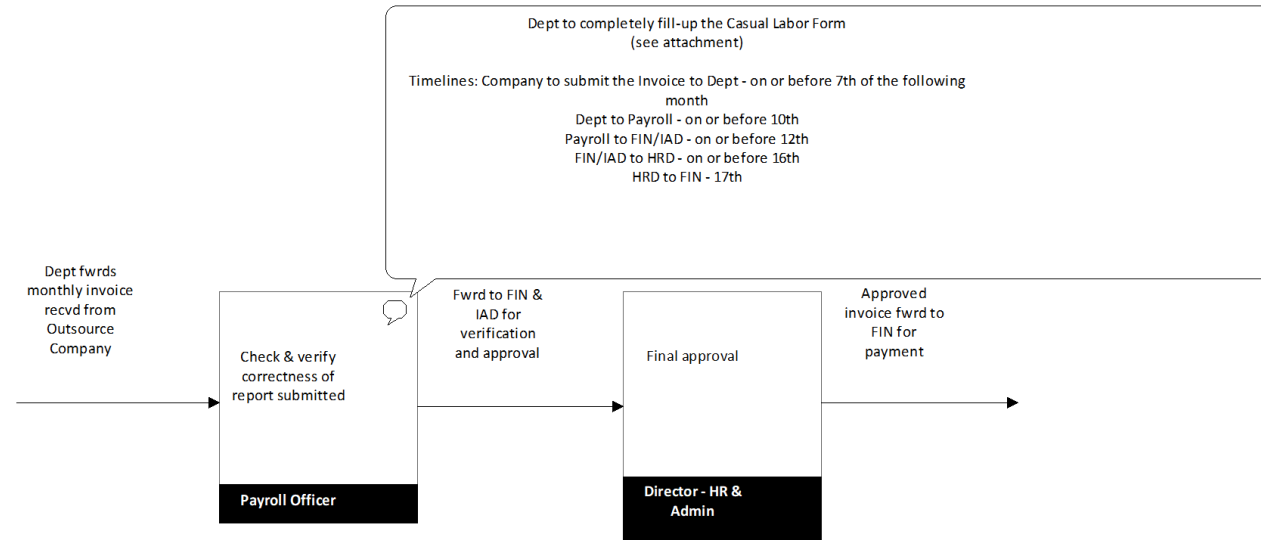 Dept to completely fill-up the Casual Labor Form
(see attachment)
Timelines: Company to submit the Invoice to Dept - on or before 7th of the following
month
Dept to Payroll - on or before 10th
Payroll to FIN/IAD - on or before 12th
FIN/IAD to HRD - on or before 16th
HRD to FIN - 17th
Dept fwrds
monthly invoice
recvd from
Outsource
Company
Check & verify
correctness of
report submitted
Payroll Officer
Fwrd to FIN &
IAD for
verification
and approval
Final approval
Director - HR &
Admin
Approved
invoice fwrd to
FIN for
payment